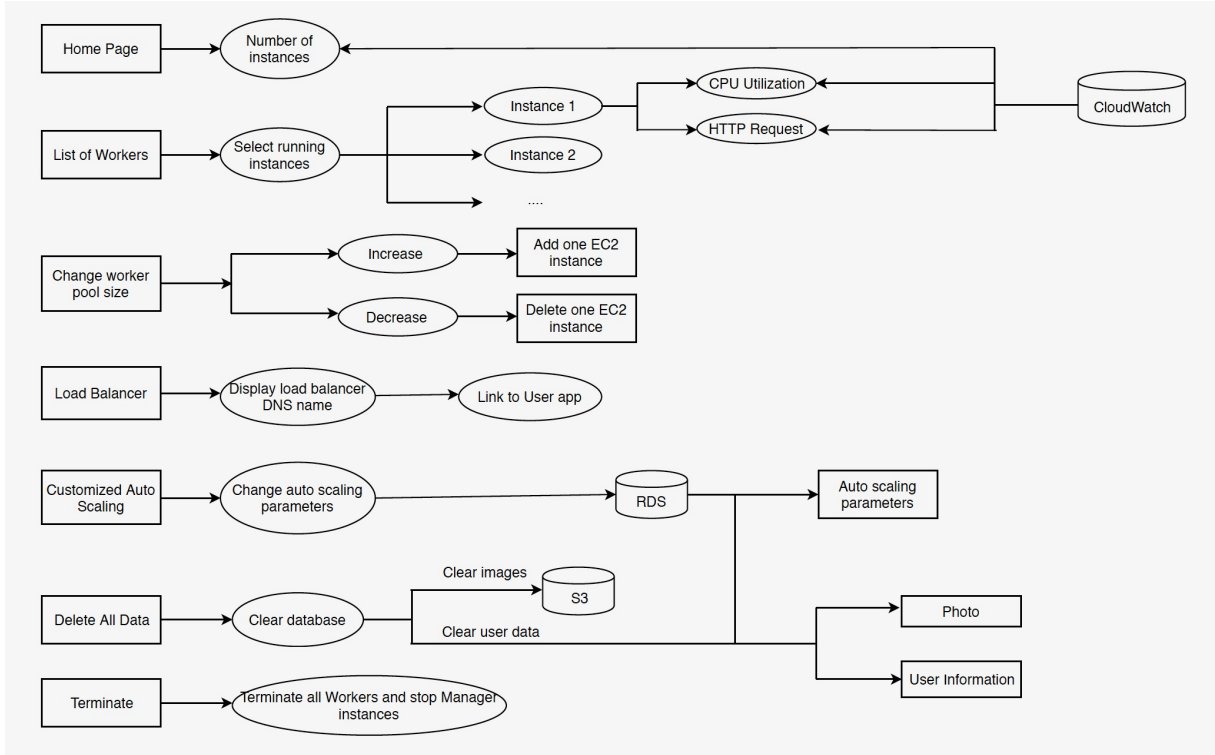 Home Page
Number of
instances
CPU Utilization
CloudWatch
Instance 1
HTTP Request
List of Workers
Select running
instances
Instance 2
....
Change worker
pool size
Increase
Add one EC2
instance
Decrease
Delete one EC2
instance
Load Balancer
Display load balancer
DNS name
Link to User app
Customized Auto
Scaling
Change auto scaling
parameters
RDS
Auto scaling
parameters
Clear images
S3
Delete All Data
Clear database
Clear user data
Photo
User Information
Terminate
Terminate all Workers and stop Manager
instances